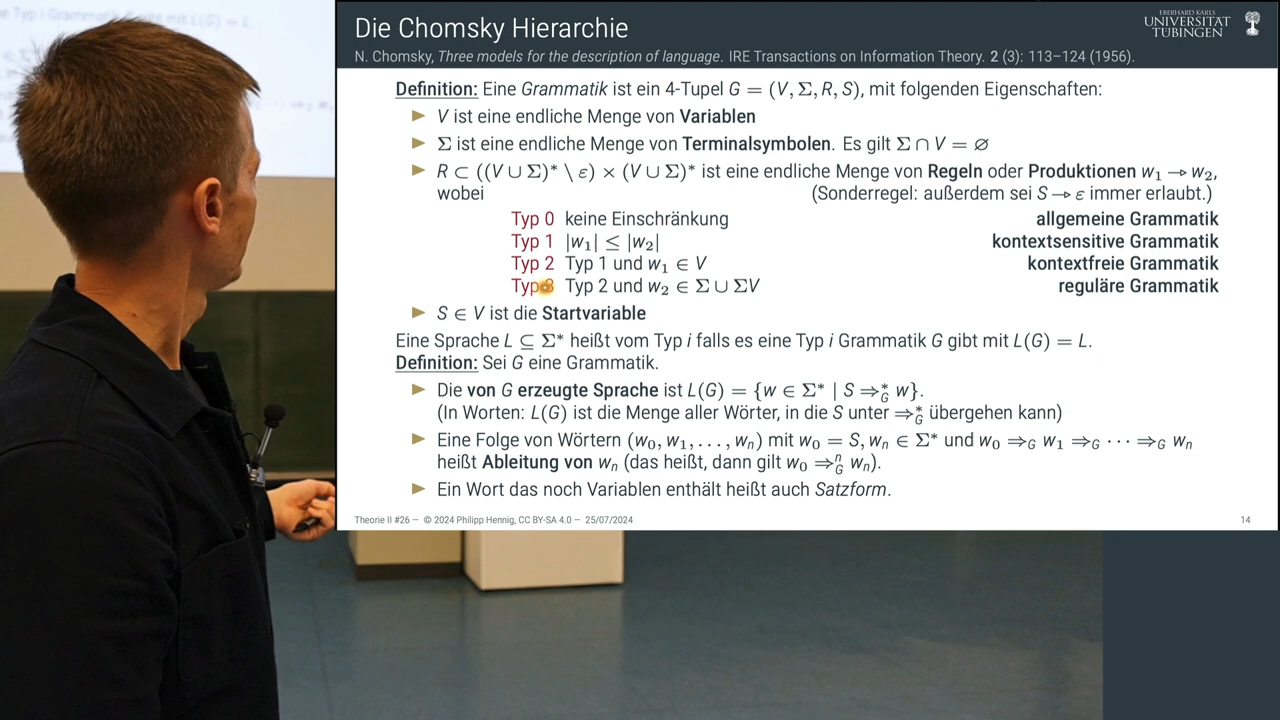 Die Chomsky Hierarchie
EBERHARD KARLS
UNIVERSITÄT
TÜBINGEN
N. Chomsky, Three models for the description of language. IRE Transactions on Information Theory. 2 (3): 113–124 (1956).
Definition: Eine Grammatik ist ein 4-Tupel G = (V, Σ, R, S), mit folgenden Eigenschaften:
► V ist eine endliche Menge von Variablen
► Σ ist eine endliche Menge von Terminalsymbolen. Es gilt Σ ∩ V = ∅
► R ⊂ ((V ∪ Σ)* \ ε) × (V ∪ Σ)* ist eine endliche Menge von Regeln oder Produktionen w₁ → w₂,
wobei (Sonderregel: außerdem sei S → ε immer erlaubt.)
Typ 0 keine Einschränkung allgemeine Grammatik
Typ 1 |w₁| ≤ |w₂| kontextsensitive Grammatik
Typ 2 Typ 1 und w₁ ∈ V kontextfreie Grammatik
Typ 3 Typ 2 und w₂ ∈ Σ ∪ ΣV reguläre Grammatik
► S ∈ V ist die Startvariable
Eine Sprache L ⊆ Σ* heißt vom Typ i falls es eine Typ i Grammatik G gibt mit L(G) = L.
Definition: Sei G eine Grammatik.
► Die von G erzeugte Sprache ist L(G) = {w ∈ Σ* | S ⇒*_G w}.
(In Worten: L(G) ist die Menge aller Wörter, in die S unter ⇒*_G übergehen kann)
► Eine Folge von Wörtern (w₀, w₁, . . . , wₙ) mit w₀ = S, wₙ ∈ Σ* und w₀ ⇒_G w₁ ⇒_G · · · ⇒_G wₙ
heißt Ableitung von wₙ (das heißt, dann gilt w₀ ⇒ⁿ_G wₙ).
► Ein Wort das noch Variablen enthält heißt auch Satzform.
Theorie II #26 — © 2024 Philipp Hennig, CC BY-SA 4.0 — 25/07/2024 14